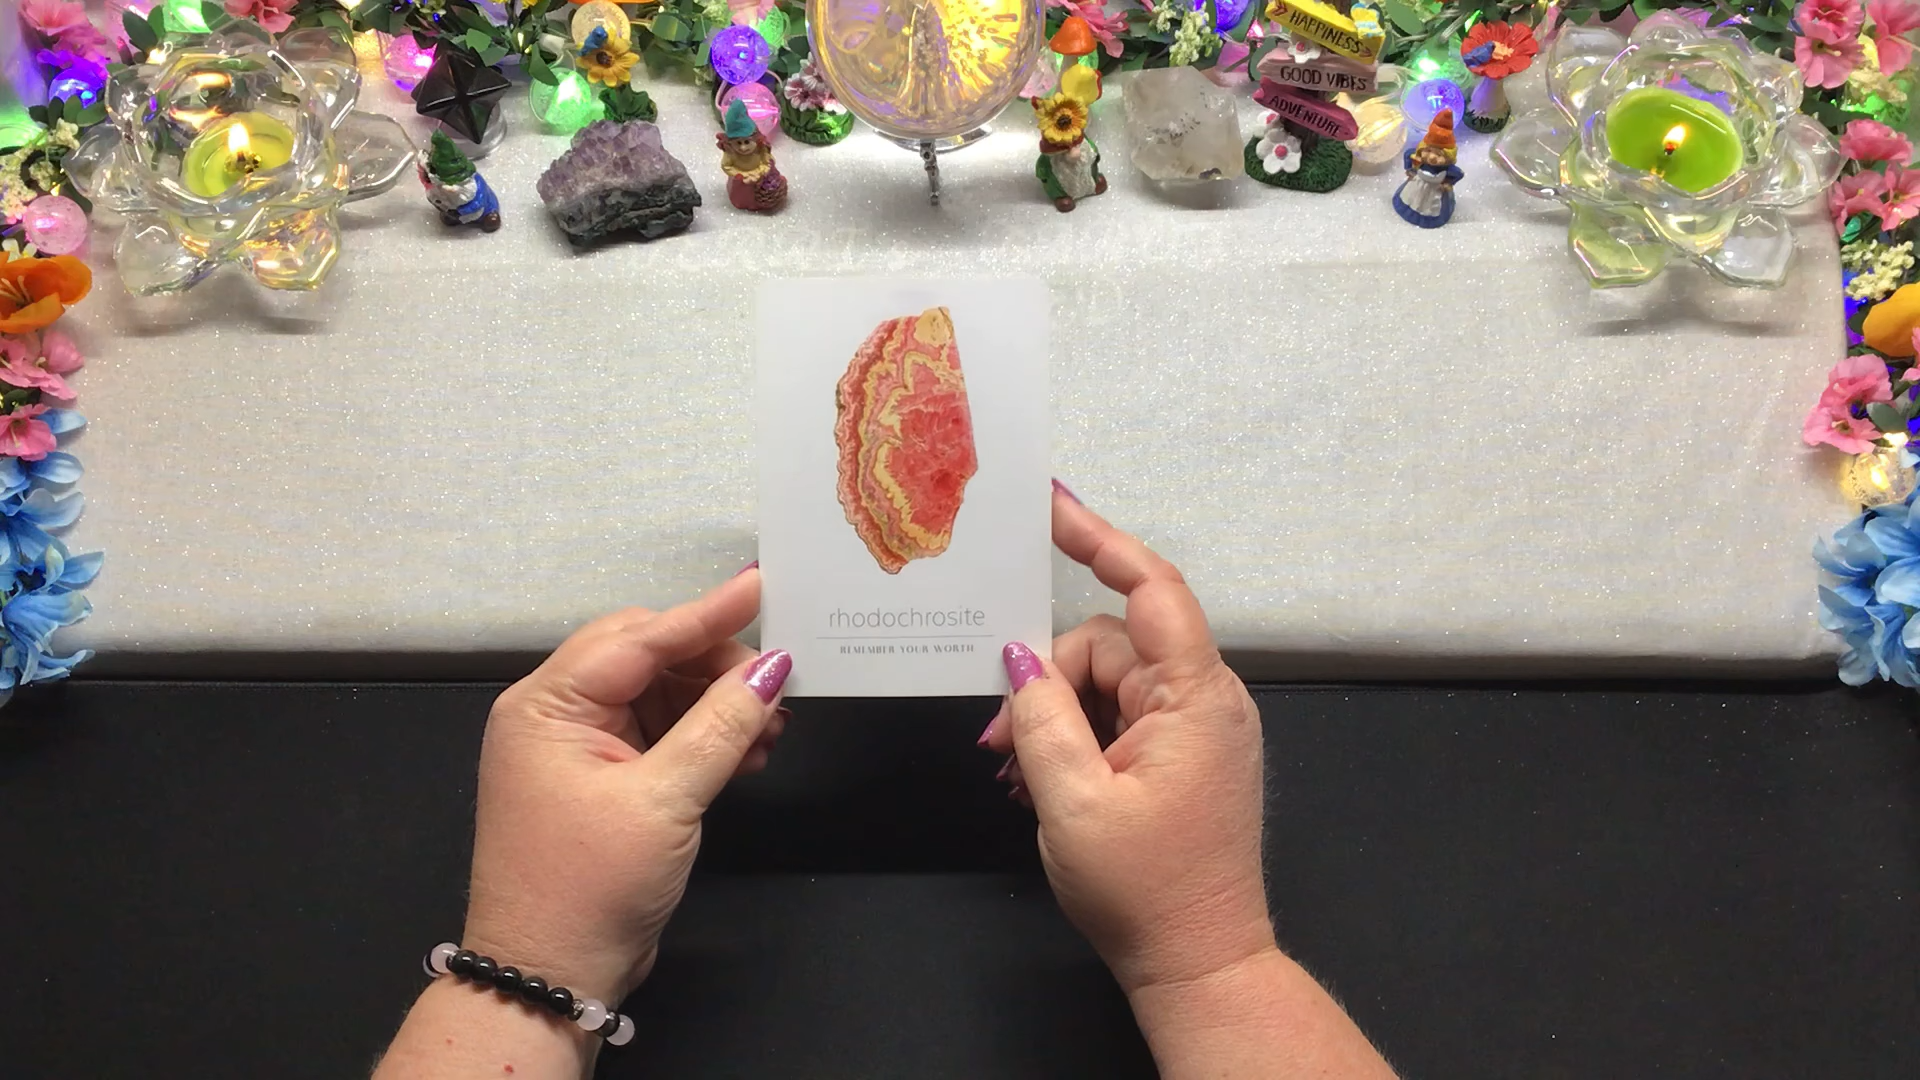 HAPPINESS
GOOD VIBES
ADVENTURE
rhodochrosite
REMEMBER YOUR WORTH